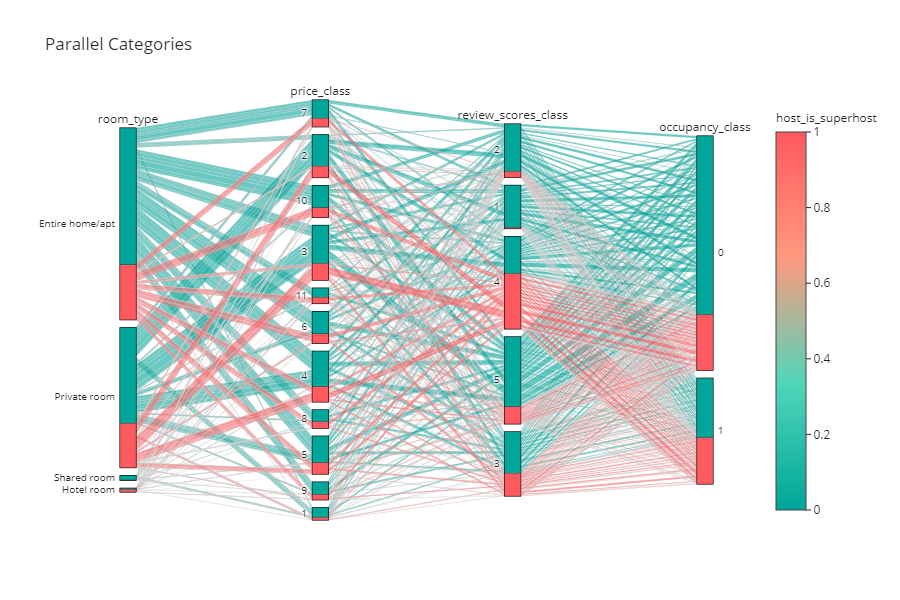 Parallel Categories
room_type
Entire home/apt
Private room
Shared room
Hotel room
price_class
7
2
10
3
11
6
4
8
5
9
1
review_scores_class
2
1
4
5
3
occupancy_class
0
1
host_is_superhost
1
0.8
0.6
0.4
0.2
0